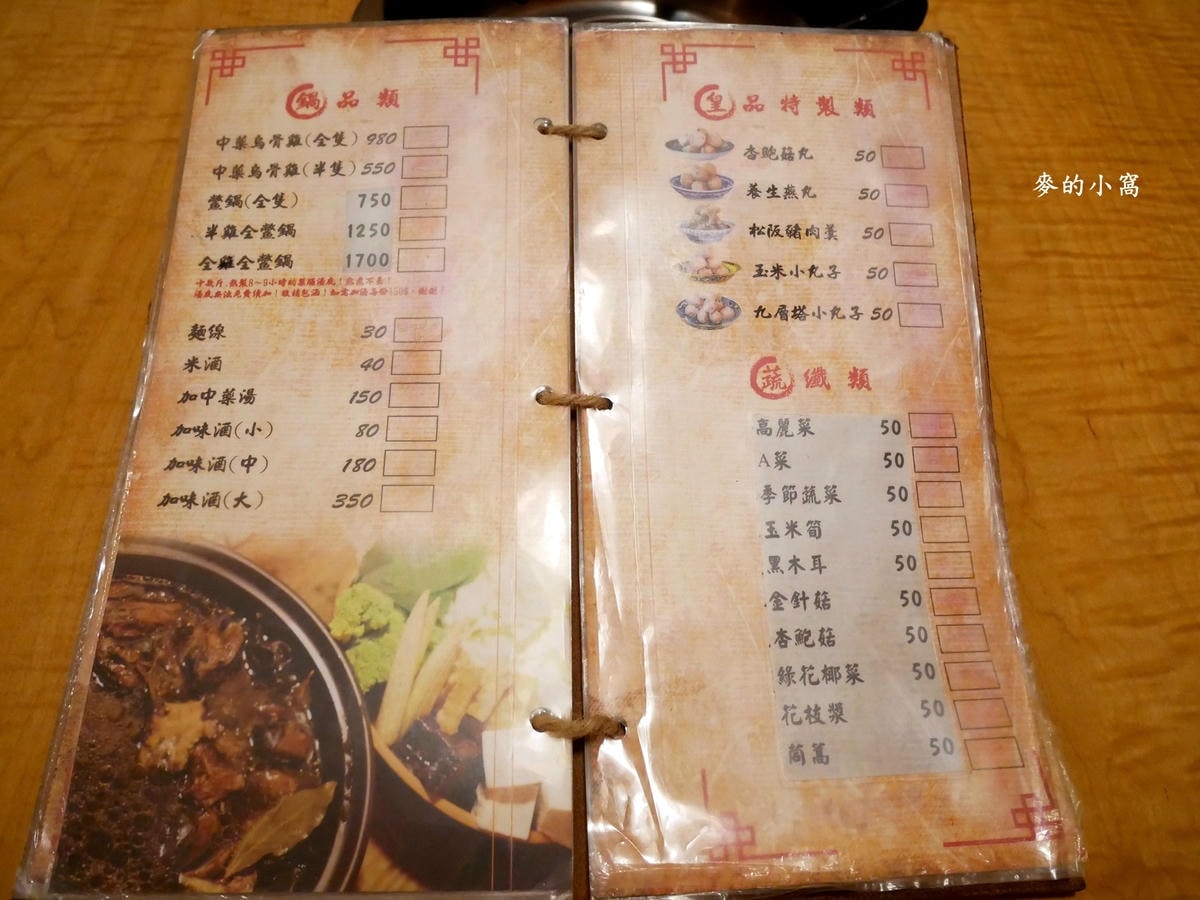 鍋品類
中藥烏骨雞(全隻) 980
中藥烏骨雞(半隻) 550
鱉鍋(全隻) 750
半雞全鱉鍋 1250
全雞全鱉鍋 1700
麵線 30
米酒 40
加中藥湯 150
加味酒(小) 80
加味酒(中) 180
加味酒(大) 350
皇品特製類
杏鮑菇丸 50
養生燕丸 50
松阪豬肉羹 50
玉米小丸子 50
九層塔小丸子 50
蔬纖類
高麗菜 50
A菜 50
季節蔬菜 50
玉米筍 50
黑木耳 50
金針菇 50
杏鮑菇 50
綠花椰菜 50
花枝漿 50
茼蒿 50
麥的小窩